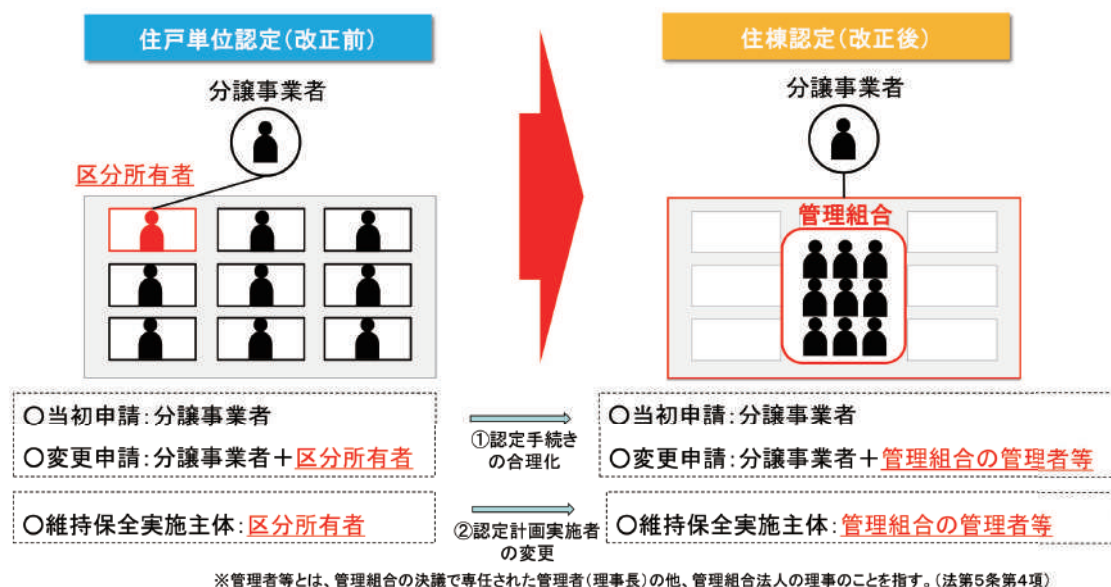 住戸単位認定(改正前)
分譲事業者
区分所有者
○当初申請:分譲事業者
○変更申請:分譲事業者+区分所有者
○維持保全実施主体:区分所有者
①認定手続き
の合理化
②認定計画実施者
の変更
住棟認定(改正後)
分譲事業者
管理組合
○当初申請:分譲事業者
○変更申請:分譲事業者+管理組合の管理者等
○維持保全実施主体:管理組合の管理者等
※管理者等とは、管理組合の決議で専任された管理者(理事長)の他、管理組合法人の理事のことを指す。(法第5条第4項)